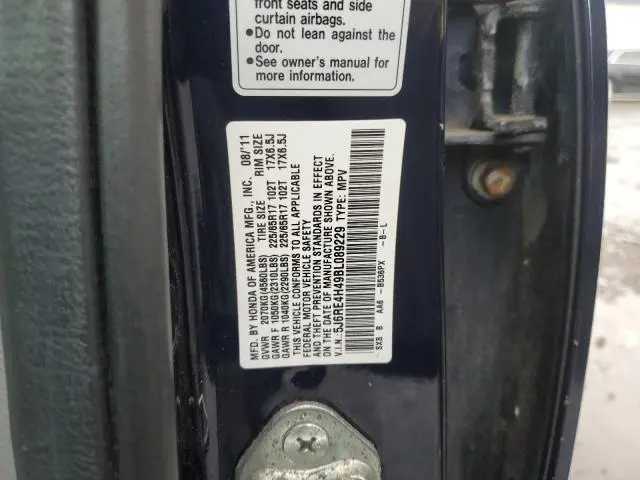 front seats and side
curtain airbags.
•Do not lean against the
door.
•See owner's manual for
more information.
MFD. BY HONDA OF AMERICA MFG., INC. 08/'11
GVWR 2070KG(4560LBS) TIRE SIZE RIM SIZE
GAWR F 1050KG(2310LBS) 225/65R17 102T 17X6.5J
GAWR R 1040KG(2290LBS) 225/65R17 102T 17X6.5J
THIS VEHICLE CONFORMS TO ALL APPLICABLE
FEDERAL MOTOR VEHICLE SAFETY
AND THEFT PREVENTION STANDARDS IN EFFECT
ON THE DATE OF MANUFACTURE SHOWN ABOVE.
V.I.N.: 5J6RE4H49BL089229 TYPE: MPV
SXS B AA6 -B536PX -B-L